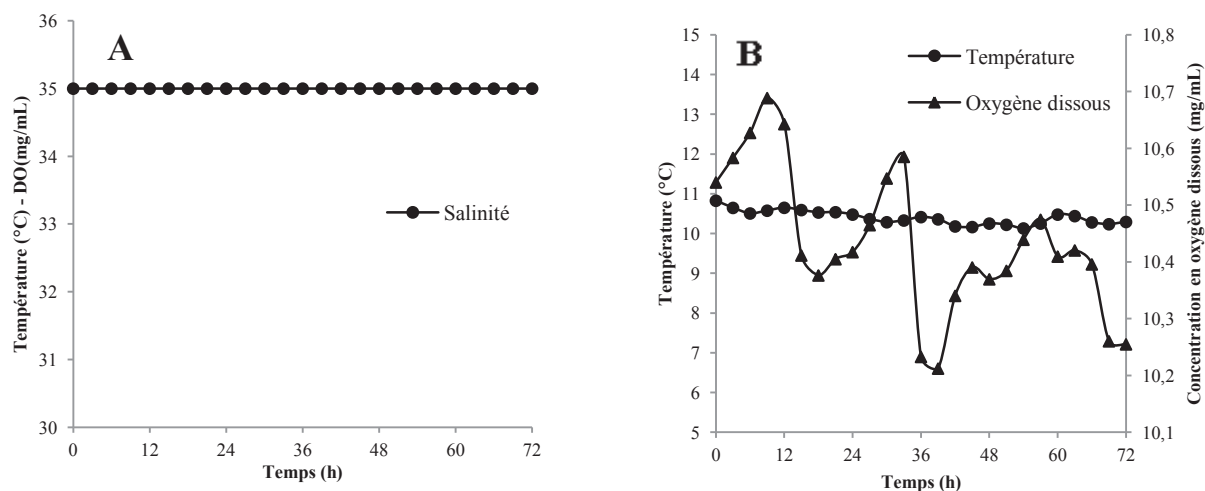 A
Température (°C) - DO(mg/mL)
36
35
34
33
32
31
30
Salinité
0 12 24 36 48 60 72
Temps (h)
B
Température (°C)
15
14
13
12
11
10
9
8
7
6
5
Température
Oxygène dissous
10,8
10,7
10,6
10,5
10,4
10,3
10,2
10,1
Concentration en oxygène dissous (mg/mL)
0 12 24 36 48 60 72
Temps (h)